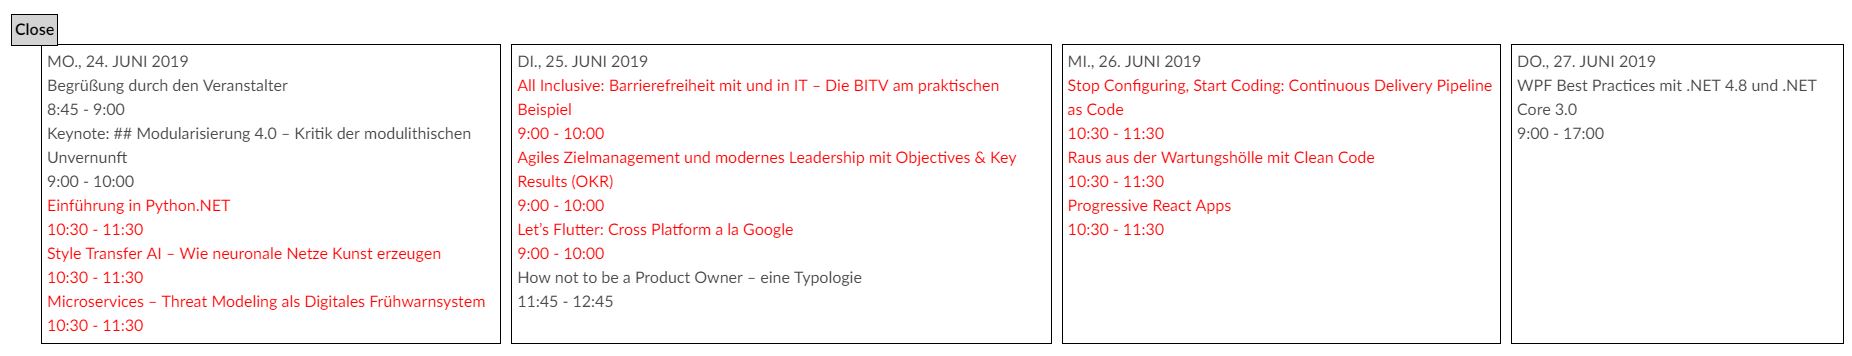 Close
MO., 24. JUNI 2019
Begrüßung durch den Veranstalter
8:45 - 9:00
Keynote: ## Modularisierung 4.0 – Kritik der modulithischen
Unvernunft
9:00 - 10:00
Einführung in Python.NET
10:30 - 11:30
Style Transfer AI – Wie neuronale Netze Kunst erzeugen
10:30 - 11:30
Microservices – Threat Modeling als Digitales Frühwarnsystem
10:30 - 11:30
DI., 25. JUNI 2019
All Inclusive: Barrierefreiheit mit und in IT – Die BITV am praktischen
Beispiel
9:00 - 10:00
Agiles Zielmanagement und modernes Leadership mit Objectives & Key
Results (OKR)
9:00 - 10:00
Let’s Flutter: Cross Platform a la Google
9:00 - 10:00
How not to be a Product Owner – eine Typologie
11:45 - 12:45
MI., 26. JUNI 2019
Stop Configuring, Start Coding: Continuous Delivery Pipeline
as Code
10:30 - 11:30
Raus aus der Wartungshölle mit Clean Code
10:30 - 11:30
Progressive React Apps
10:30 - 11:30
DO., 27. JUNI 2019
WPF Best Practices mit .NET 4.8 und .NET
Core 3.0
9:00 - 17:00